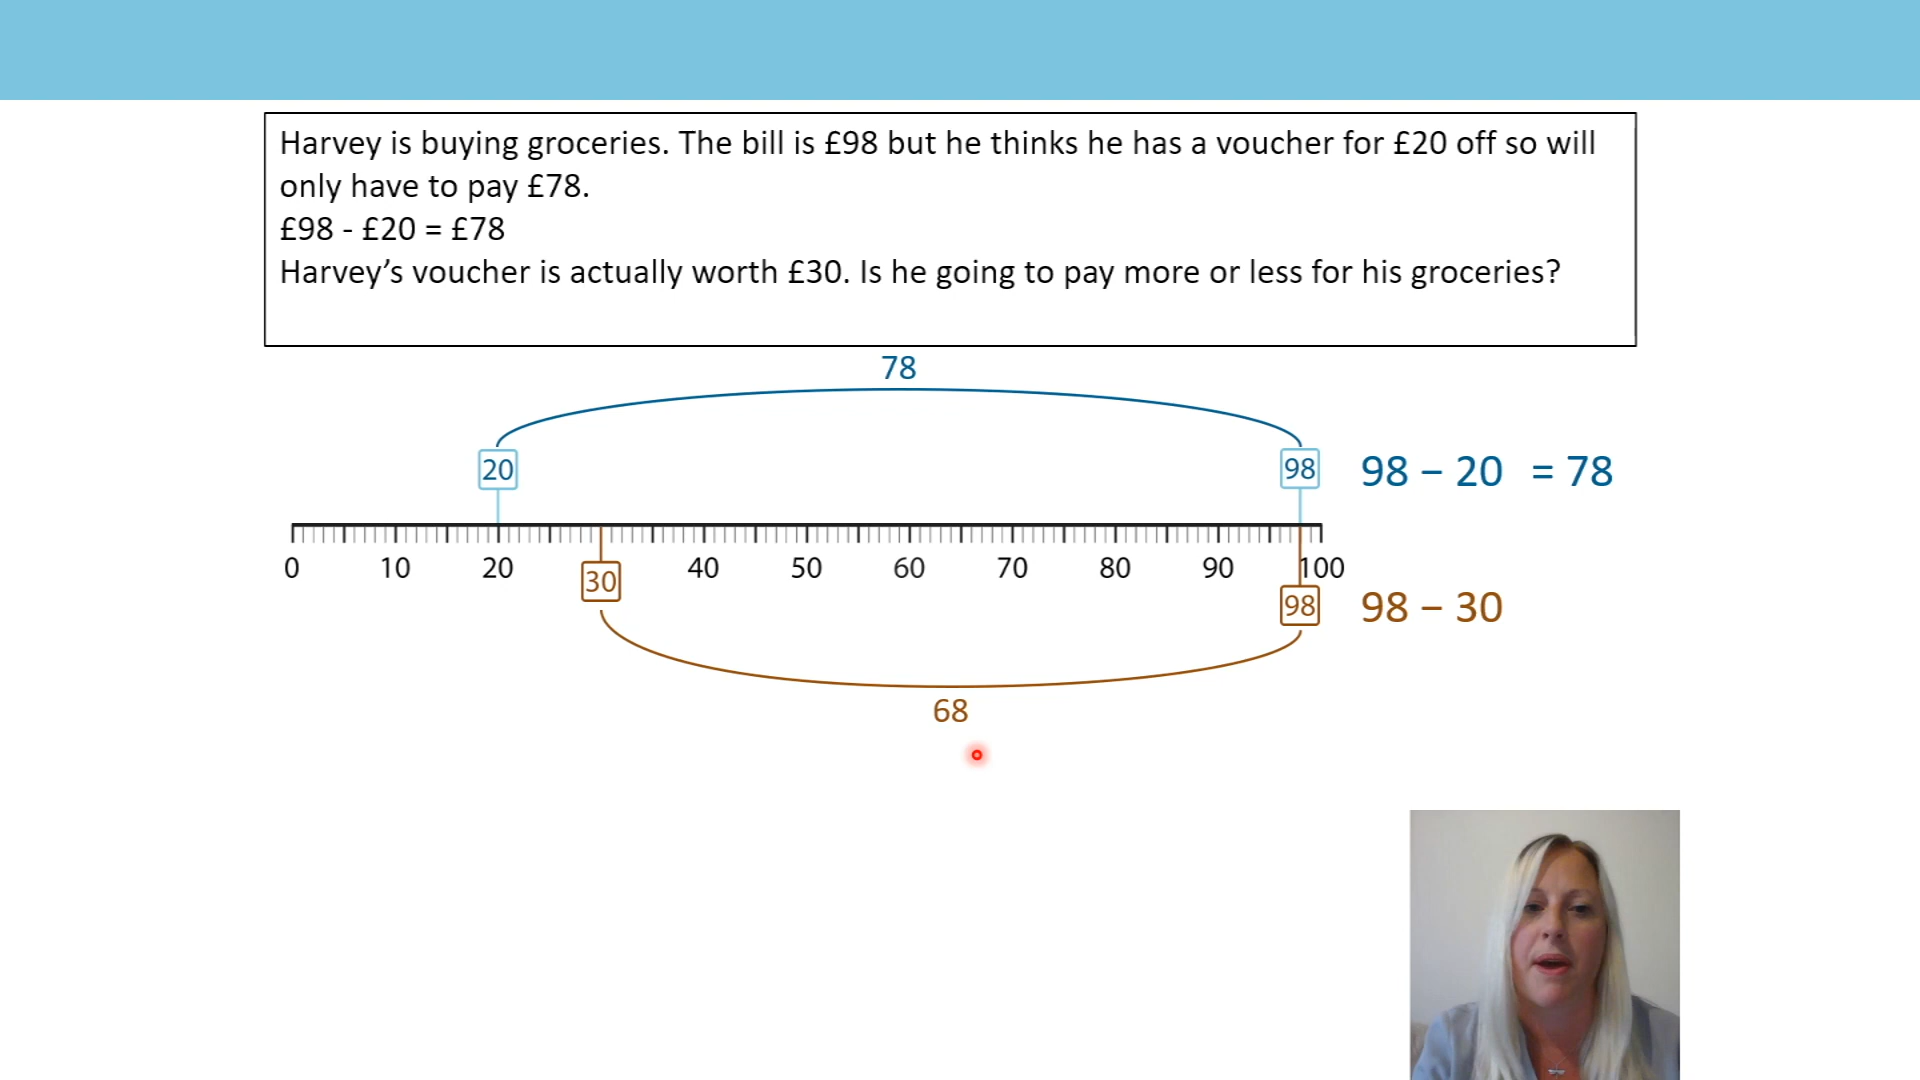 Harvey is buying groceries. The bill is £98 but he thinks he has a voucher for £20 off so will
only have to pay £78.
£98 - £20 = £78
Harvey’s voucher is actually worth £30. Is he going to pay more or less for his groceries?
78
20
98
98 – 20 = 78
0 10 20 40 50 60 70 80 90 100
30
98
98 – 30
68